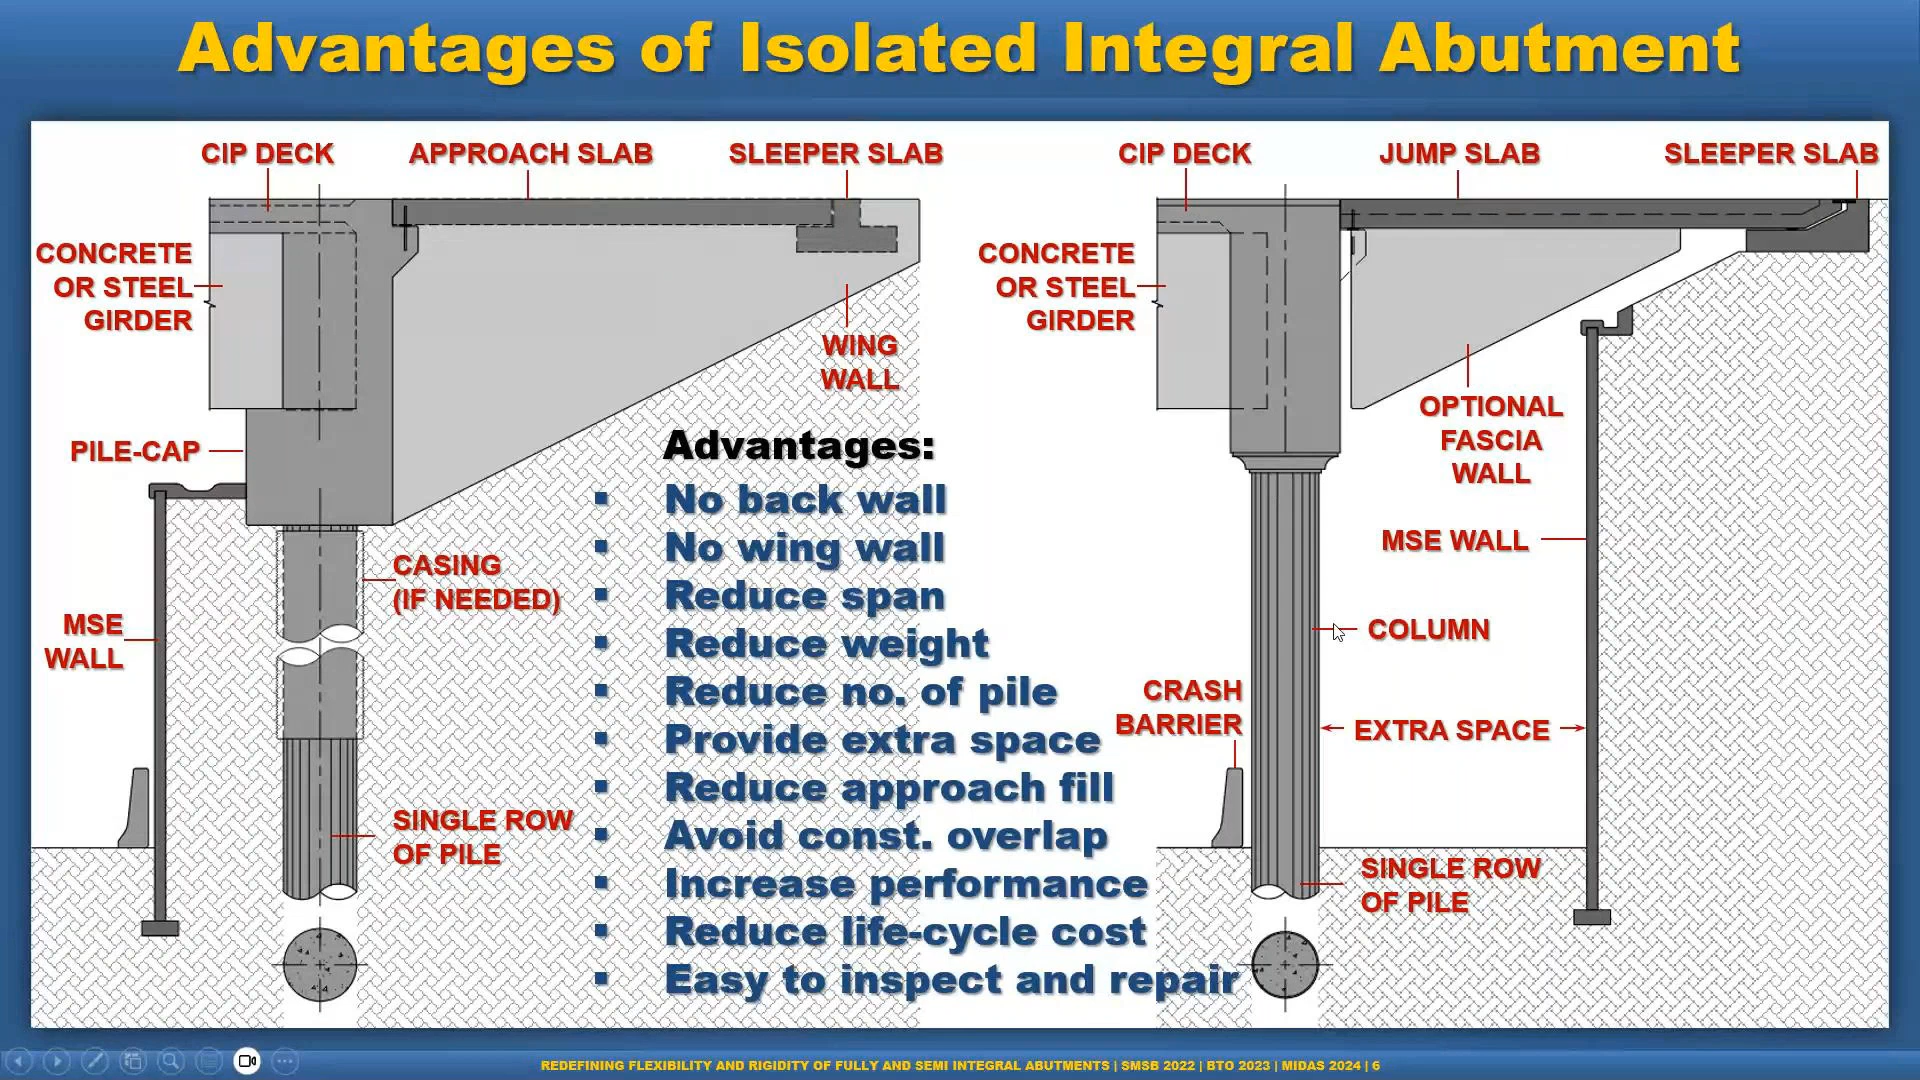 Advantages of Isolated Integral Abutment
CIP DECK
APPROACH SLAB
SLEEPER SLAB
CONCRETE
OR STEEL
GIRDER
WING
WALL
PILE-CAP
CASING
(IF NEEDED)
MSE
WALL
SINGLE ROW
OF PILE
Advantages:
▪ No back wall
▪ No wing wall
▪ Reduce span
▪ Reduce weight
▪ Reduce no. of pile
▪ Provide extra space
▪ Reduce approach fill
▪ Avoid const. overlap
▪ Increase performance
▪ Reduce life-cycle cost
▪ Easy to inspect and repair
CIP DECK
JUMP SLAB
SLEEPER SLAB
CONCRETE
OR STEEL
GIRDER
OPTIONAL
FASCIA
WALL
MSE WALL
COLUMN
CRASH
BARRIER
EXTRA SPACE
SINGLE ROW
OF PILE
REDEFINING FLEXIBILITY AND RIGIDITY OF FULLY AND SEMI INTEGRAL ABUTMENTS | SMSB 2022 | BTO 2023 | MIDAS 2024 | 6